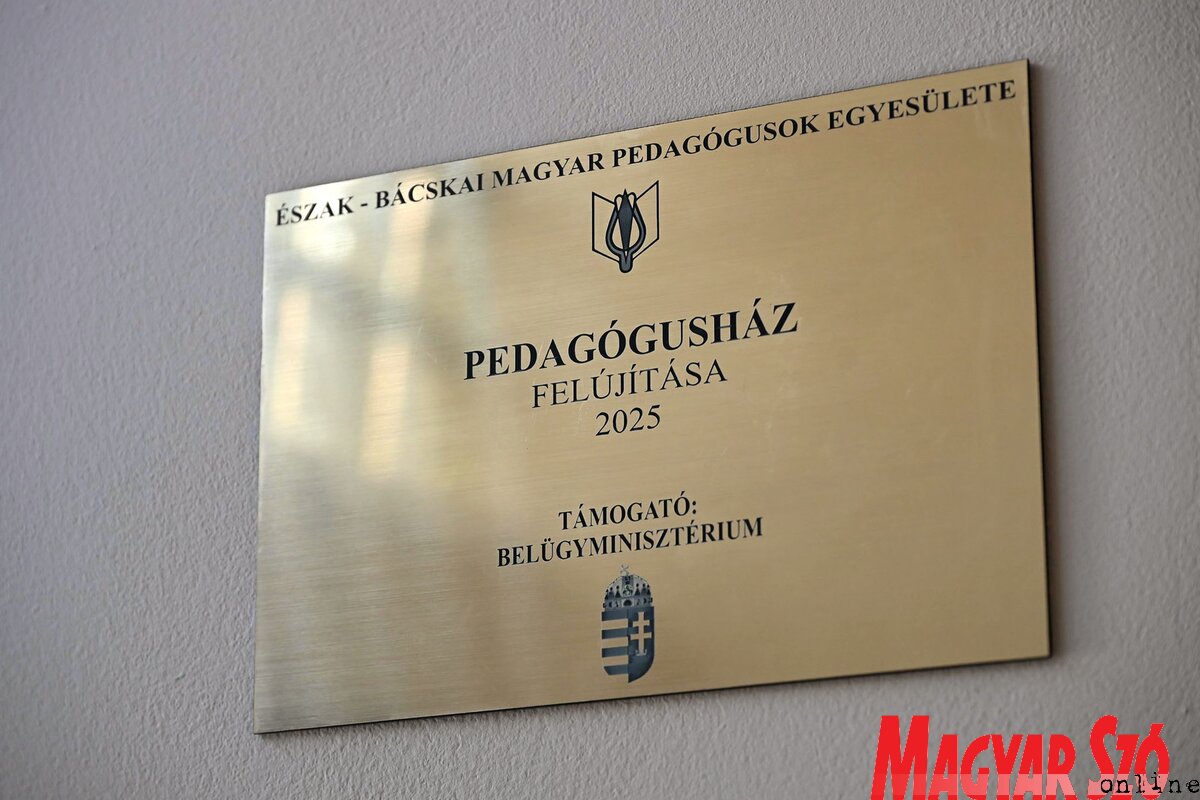 ÉSZAK - BÁCSKAI MAGYAR PEDAGÓGUSOK EGYESÜLETE
PEDAGÓGUSHÁZ
FELÚJÍTÁSA
2025
TÁMOGATÓ:
BELÜGYMINISZTÉRIUM
MAGYAR SZÓ
online